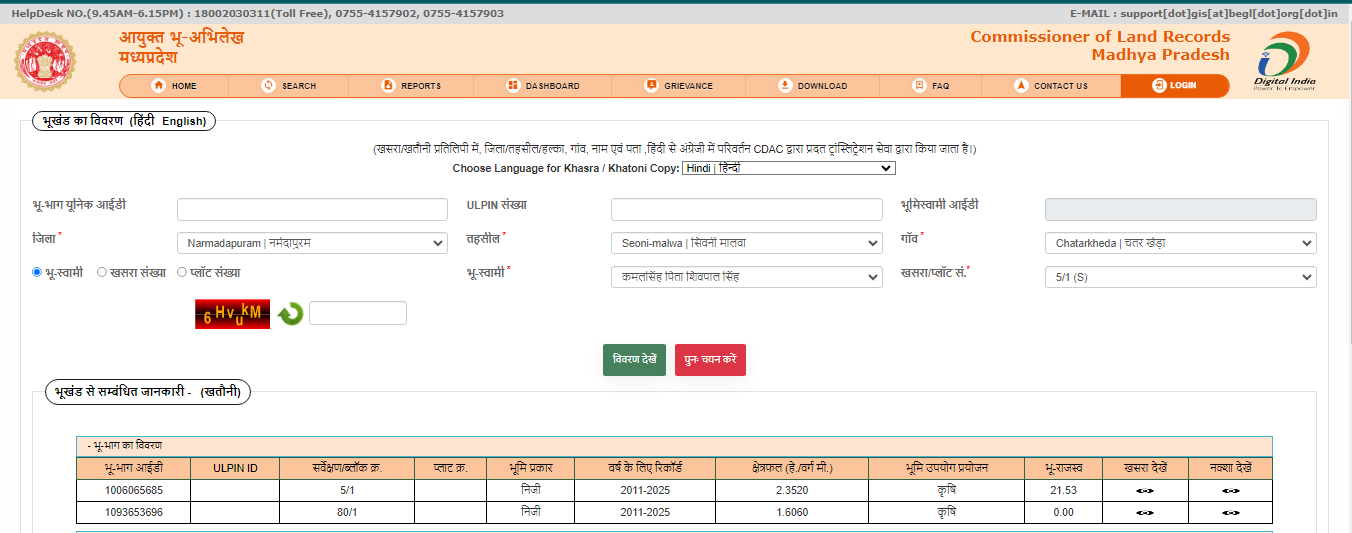 HelpDesk NO.(9.45AM-6.15PM) : 18002030311(Toll Free), 0755-4157902, 0755-4157903 E-MAIL : support[dot]gis[at]begl[dot]org[dot]in
आयुक्त भू-अभिलेख
मध्यप्रदेश
Commissioner of Land Records
Madhya Pradesh
Digital India
Power To Empower
HOME SEARCH REPORTS DASHBOARD GRIEVANCE DOWNLOAD FAQ CONTACT US LOGIN
भूखंड का विवरण (हिंदी English)
(खसरा/खतौनी प्रतिलिपी में, जिला/तहसील/हल्का, गांव, नाम एवं पता ,हिंदी से अंग्रेजी में परिवर्तन CDAC द्वारा प्रदत ट्रांस्लिट्रेशन सेवा द्वारा किया जाता है।)
Choose Language for Khasra / Khatoni Copy: Hindi | हिन्दी
भू-भाग यूनिक आईडी ULPIN संख्या भूमिस्वामी आईडी
जिला * Narmadapuram | नर्मदापुरम तहसील * Seoni-malwa | सिवनी मालवा गाँव * Chatarkheda | चतर खेड़ा
भू-स्वामी खसरा संख्या प्लॉट संख्या भू-स्वामी * कमलसिंह पिता शिवपाल सिंह खसरा/प्लॉट सं.* 5/1 (S)
6HvukM
विवरण देखें पुनः चयन करें
भूखंड से सम्बंधित जानकारी - (खतौनी)
- भू-भाग का विवरण
भू-भाग आईडी ULPIN ID सर्वेक्षण/ब्लॉक क्र. प्लाट क्र. भूमि प्रकार वर्ष के लिए रिकॉर्ड क्षेत्रफल (हे./वर्ग मी.) भूमि उपयोग प्रयोजन भू-राजस्व खसरा देखें नक्शा देखें
1006065685 5/1 निजी 2011-2025 2.3520 कृषि 21.53
1093653696 80/1 निजी 2011-2025 1.6060 कृषि 0.00